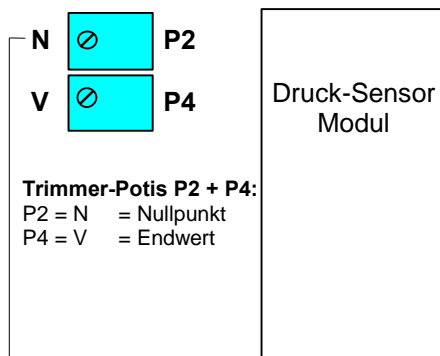 N P2
V P4
Druck-Sensor
Modul
Trimmer-Potis P2 + P4:
P2 = N = Nullpunkt
P4 = V = Endwert